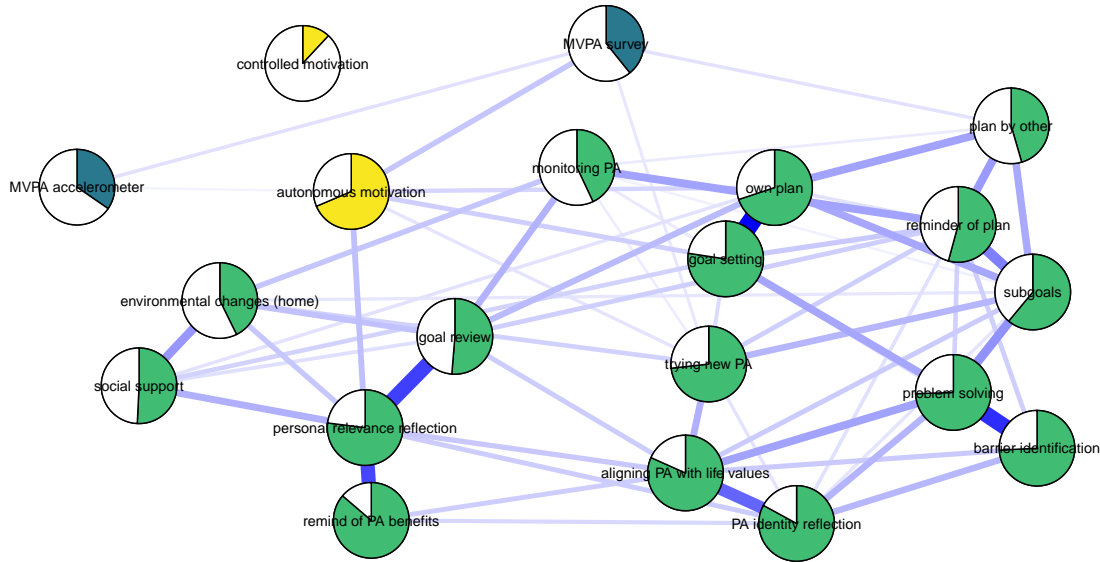 MVPA survey
controlled motivation
plan by other
monitoring PA
MVPA accelerometer
autonomous motivation
own plan
reminder of plan
goal setting
environmental changes (home)
subgoals
goal review
trying new PA
social support
problem solving
personal relevance reflection
barrier identification
aligning PA with life values
remind of PA benefits
PA identity reflection